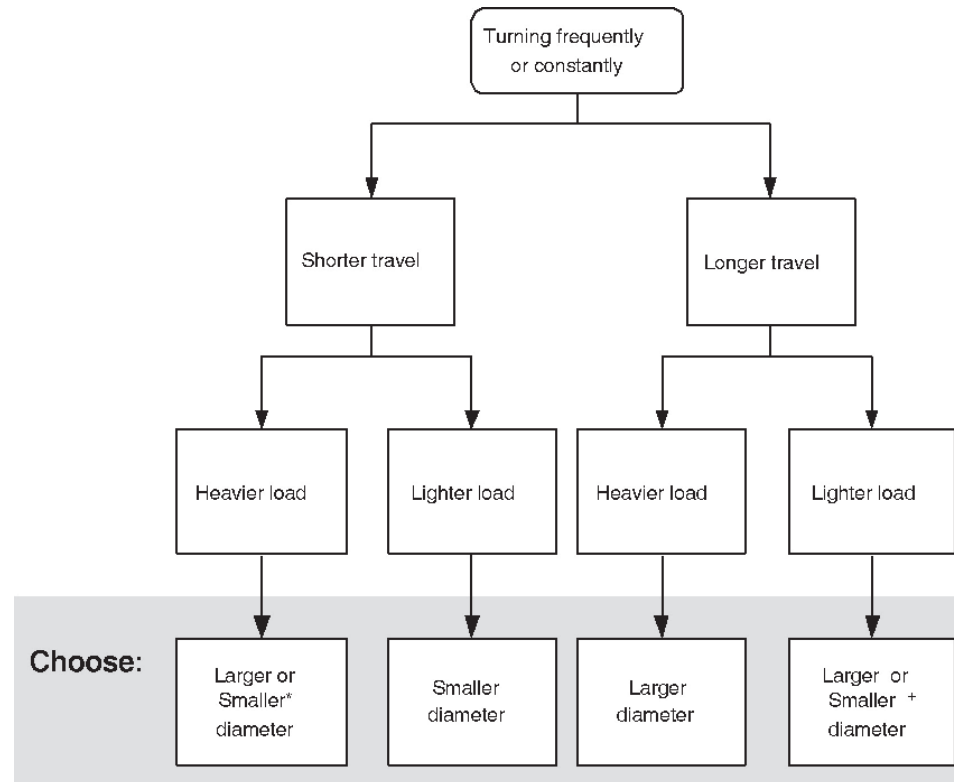 Turning frequently
or constantly
Shorter travel
Longer travel
Heavier load
Lighter load
Heavier load
Lighter load
Choose:
Larger or
Smaller*
diameter
Smaller
diameter
Larger
diameter
Larger or
Smaller +
diameter